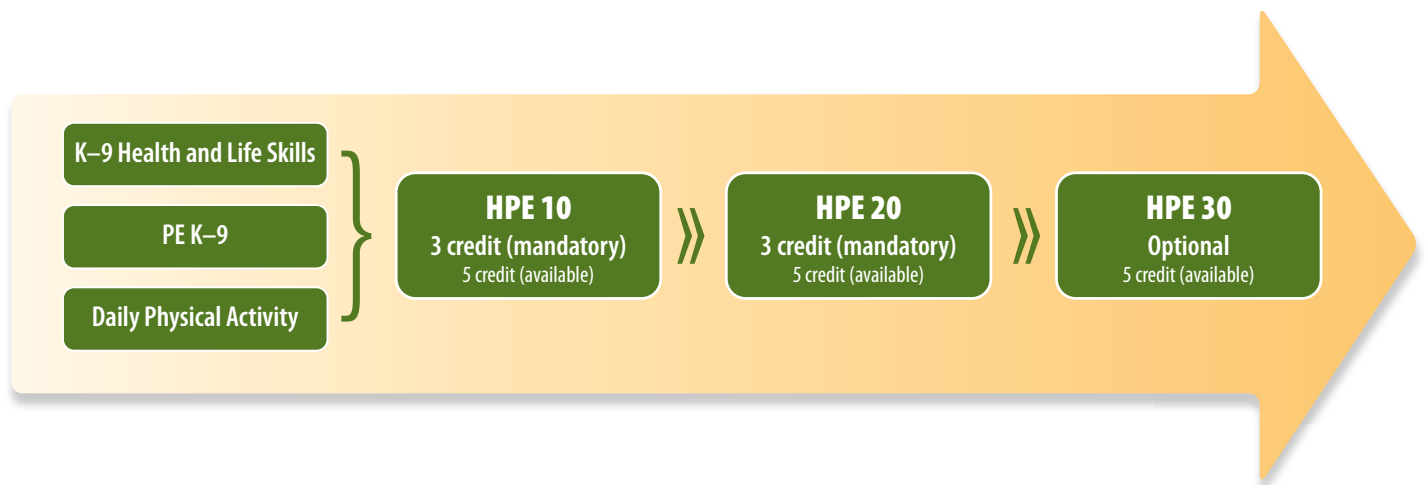 K–9 Health and Life Skills
PE K–9
Daily Physical Activity
HPE 10
3 credit (mandatory)
5 credit (available)
HPE 20
3 credit (mandatory)
5 credit (available)
HPE 30
Optional
5 credit (available)